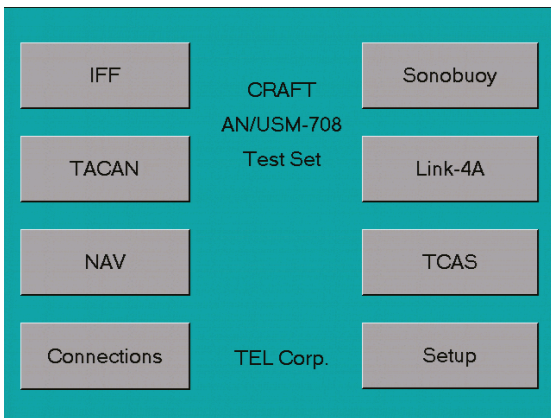 IFF
TACAN
NAV
Connections
CRAFT
AN/USM-708
Test Set
TEL Corp.
Sonobuoy
Link-4A
TCAS
Setup